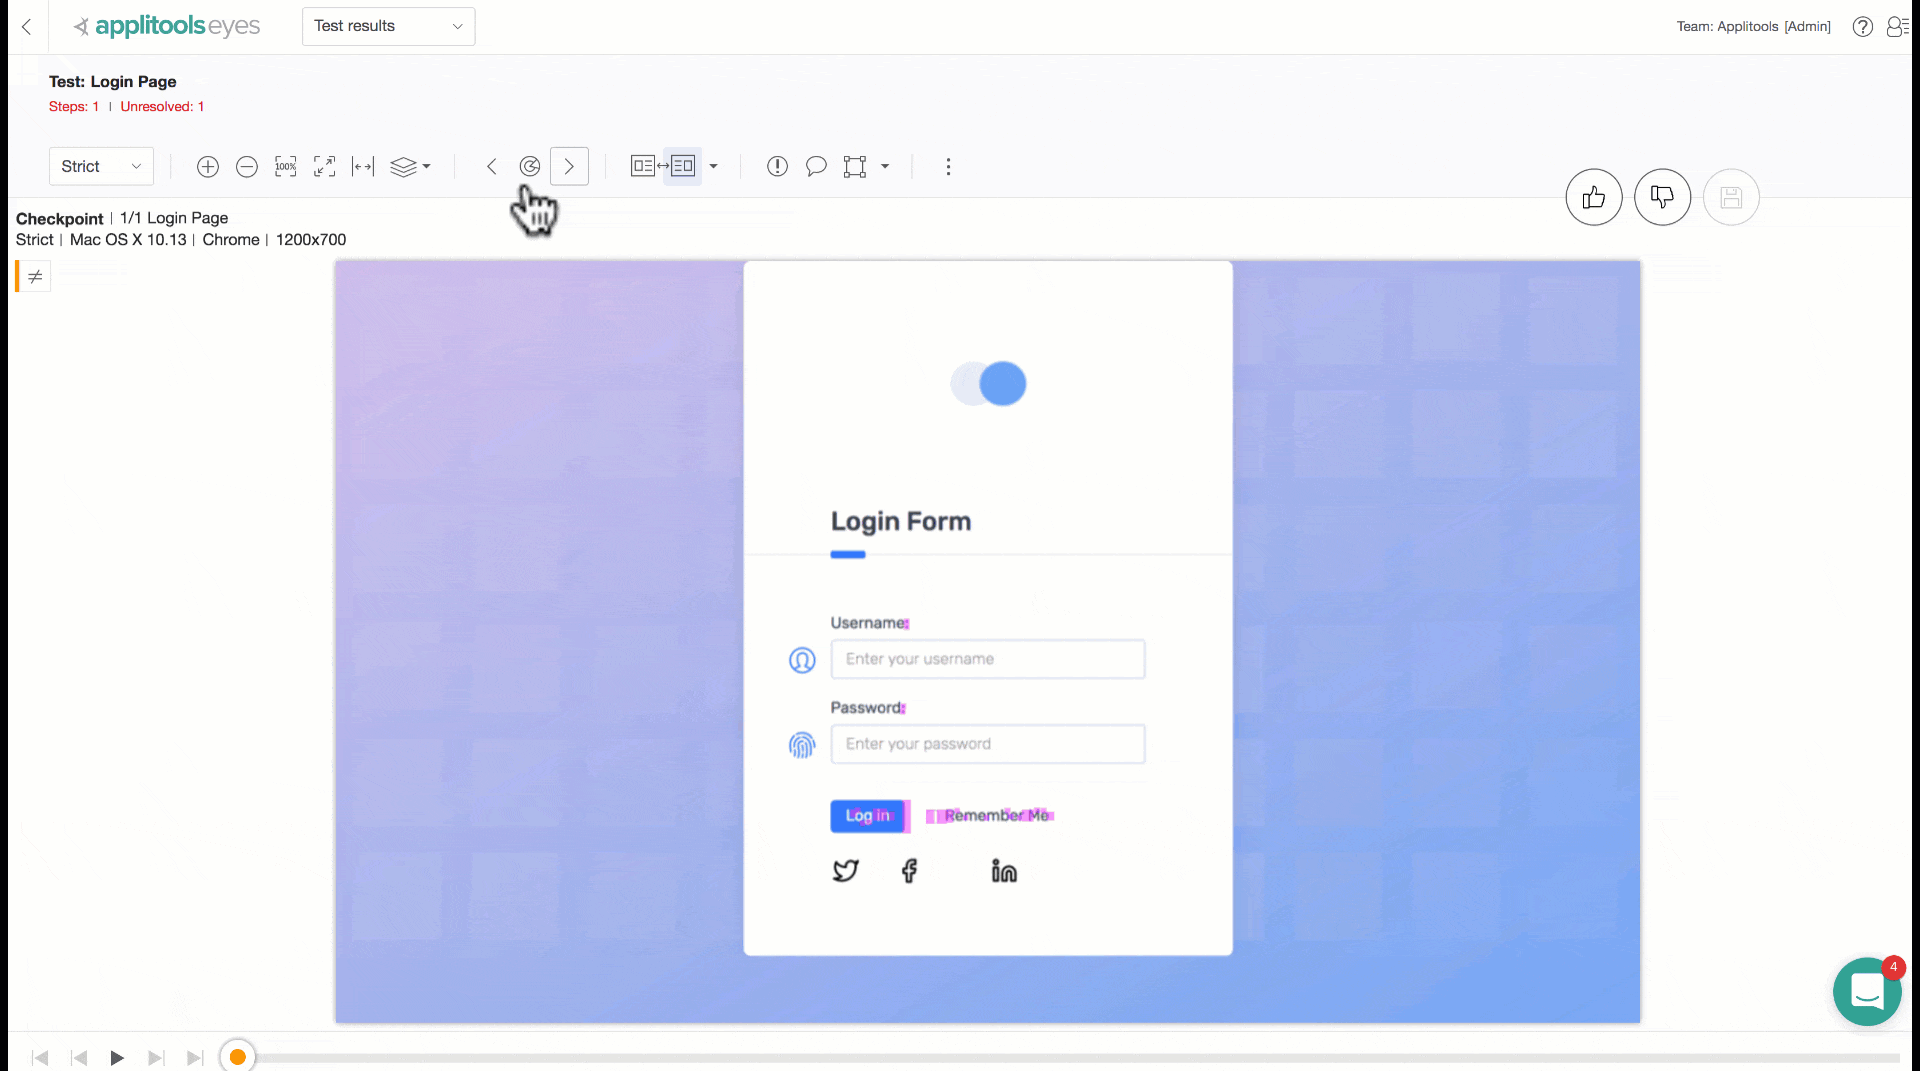 applitools eyes
Test results
Team: Applitools [Admin]
Test: Login Page
Steps: 1 | Unresolved: 1
Strict
100%
Checkpoint | 1/1 Login Page
Strict | Mac OS X 10.13 | Chrome | 1200x700
Login Form
Username:
Enter your username
Password:
Enter your password
Log in
Remember Me
4